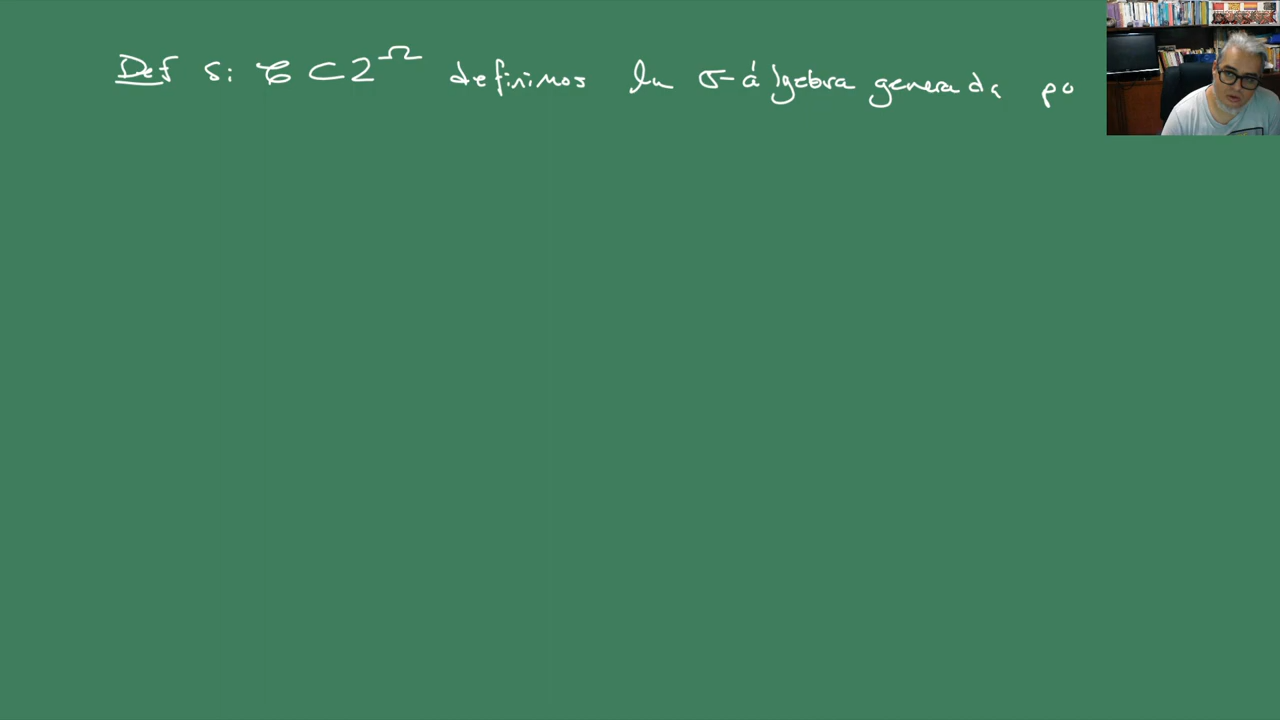 Def Si 𝒞 ⊂ 2^Ω definimos la σ-álgebra generada po